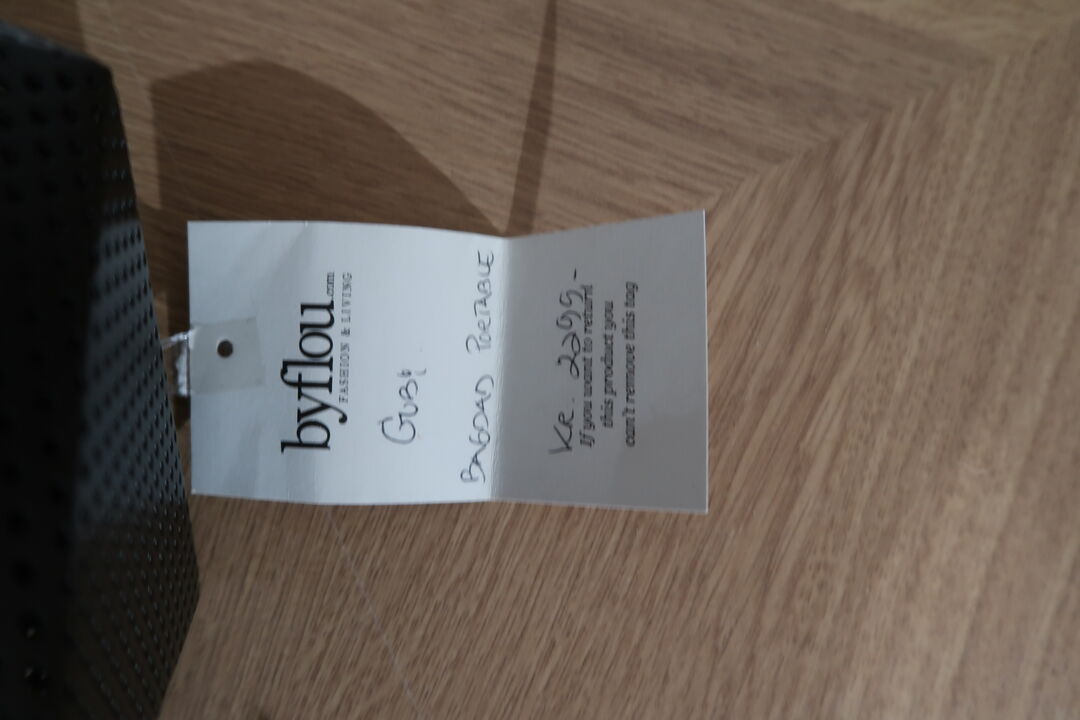 byflou.com
FASHION & LIVING
GUBI
BAGDAD PORTABLE
KR. 2299.-
If you want to return
this product you
can't remove this tag